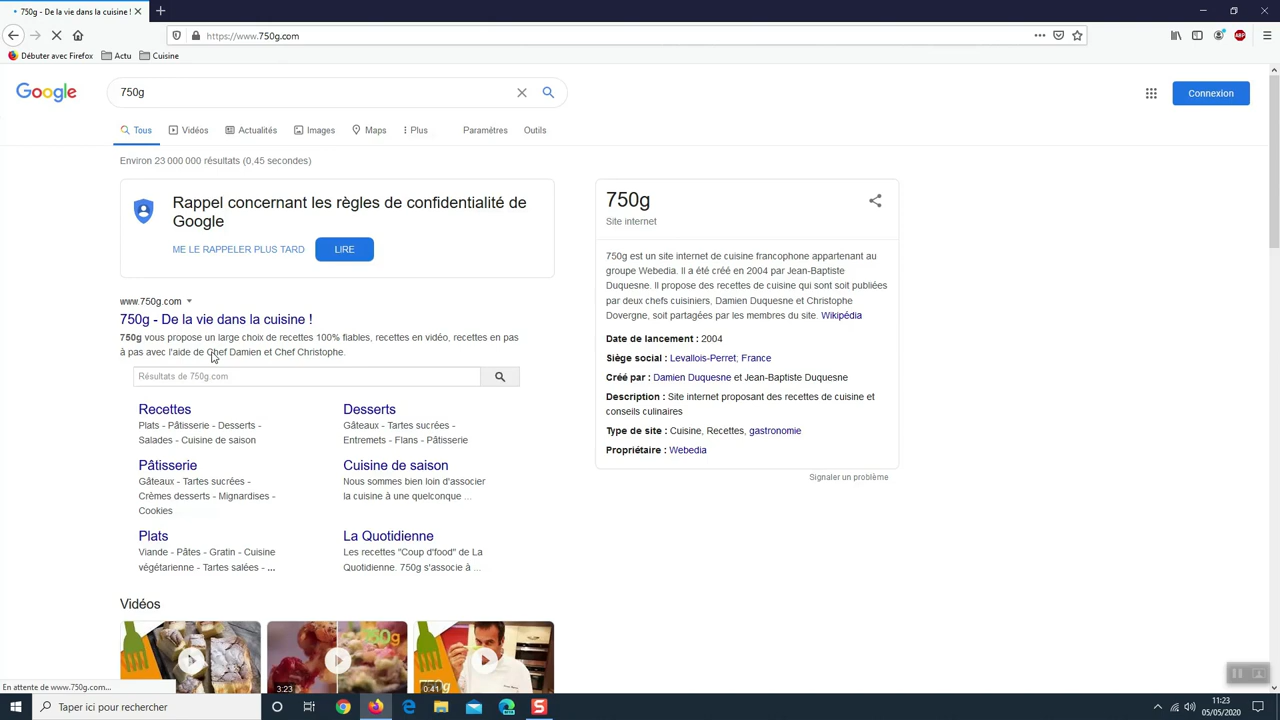 750g - De la vie dans la cuisine !
https://www.750g.com
Débuter avec Firefox
Actu
Cuisine
Google
750g
Connexion
Tous
Vidéos
Actualités
Images
Maps
Plus
Paramètres
Outils
Environ 23 000 000 résultats (0,45 secondes)
Rappel concernant les règles de confidentialité de
Google
ME LE RAPPELER PLUS TARD
LIRE
www.750g.com
750g - De la vie dans la cuisine !
750g vous propose un large choix de recettes 100% fiables, recettes en vidéo, recettes en pas
à pas avec l'aide de Chef Damien et Chef Christophe.
Résultats de 750g.com
Recettes
Plats - Pâtisserie - Desserts -
Salades - Cuisine de saison
Desserts
Gâteaux - Tartes sucrées -
Entremets - Flans - Pâtisserie
Pâtisserie
Gâteaux - Tartes sucrées -
Crèmes desserts - Mignardises -
Cookies
Cuisine de saison
Nous sommes bien loin d'associer
la cuisine à une quelconque ...
Plats
Viande - Pâtes - Gratin - Cuisine
végétarienne - Tartes salées - ...
La Quotidienne
Les recettes "Coup d'food" de La
Quotidienne. 750g s'associe à ...
Vidéos
750g
3:23
750g
0:41
750g
Site internet
750g est un site internet de cuisine francophone appartenant au
groupe Webedia. Il a été créé en 2004 par Jean-Baptiste
Duquesne. Il propose des recettes de cuisine qui sont soit publiées
par deux chefs cuisiniers, Damien Duquesne et Christophe
Dovergne, soit partagées par les membres du site. Wikipédia
Date de lancement : 2004
Siège social : Levallois-Perret; France
Créé par : Damien Duquesne et Jean-Baptiste Duquesne
Description : Site internet proposant des recettes de cuisine et
conseils culinaires
Type de site : Cuisine, Recettes, gastronomie
Propriétaire : Webedia
Signaler un problème
En attente de www.750g.com...
Taper ici pour rechercher
11:23
05/05/2020